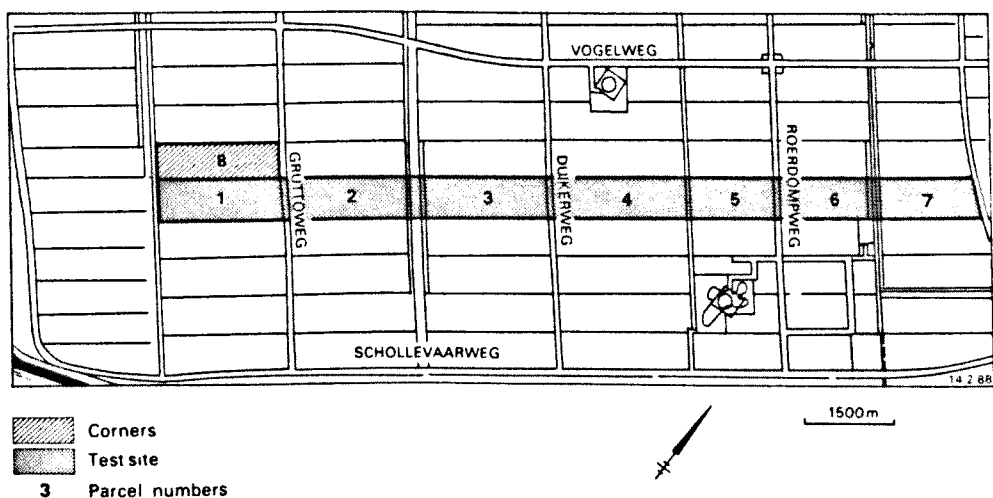 VOGELWEG
8
GRUTTOWEG
DUIKERWEG
ROERDOMPWEG
1
2
3
4
5
6
7
SCHOLLEVAARWEG
14 2 88
1500m
Corners
Test site
3 Parcel numbers